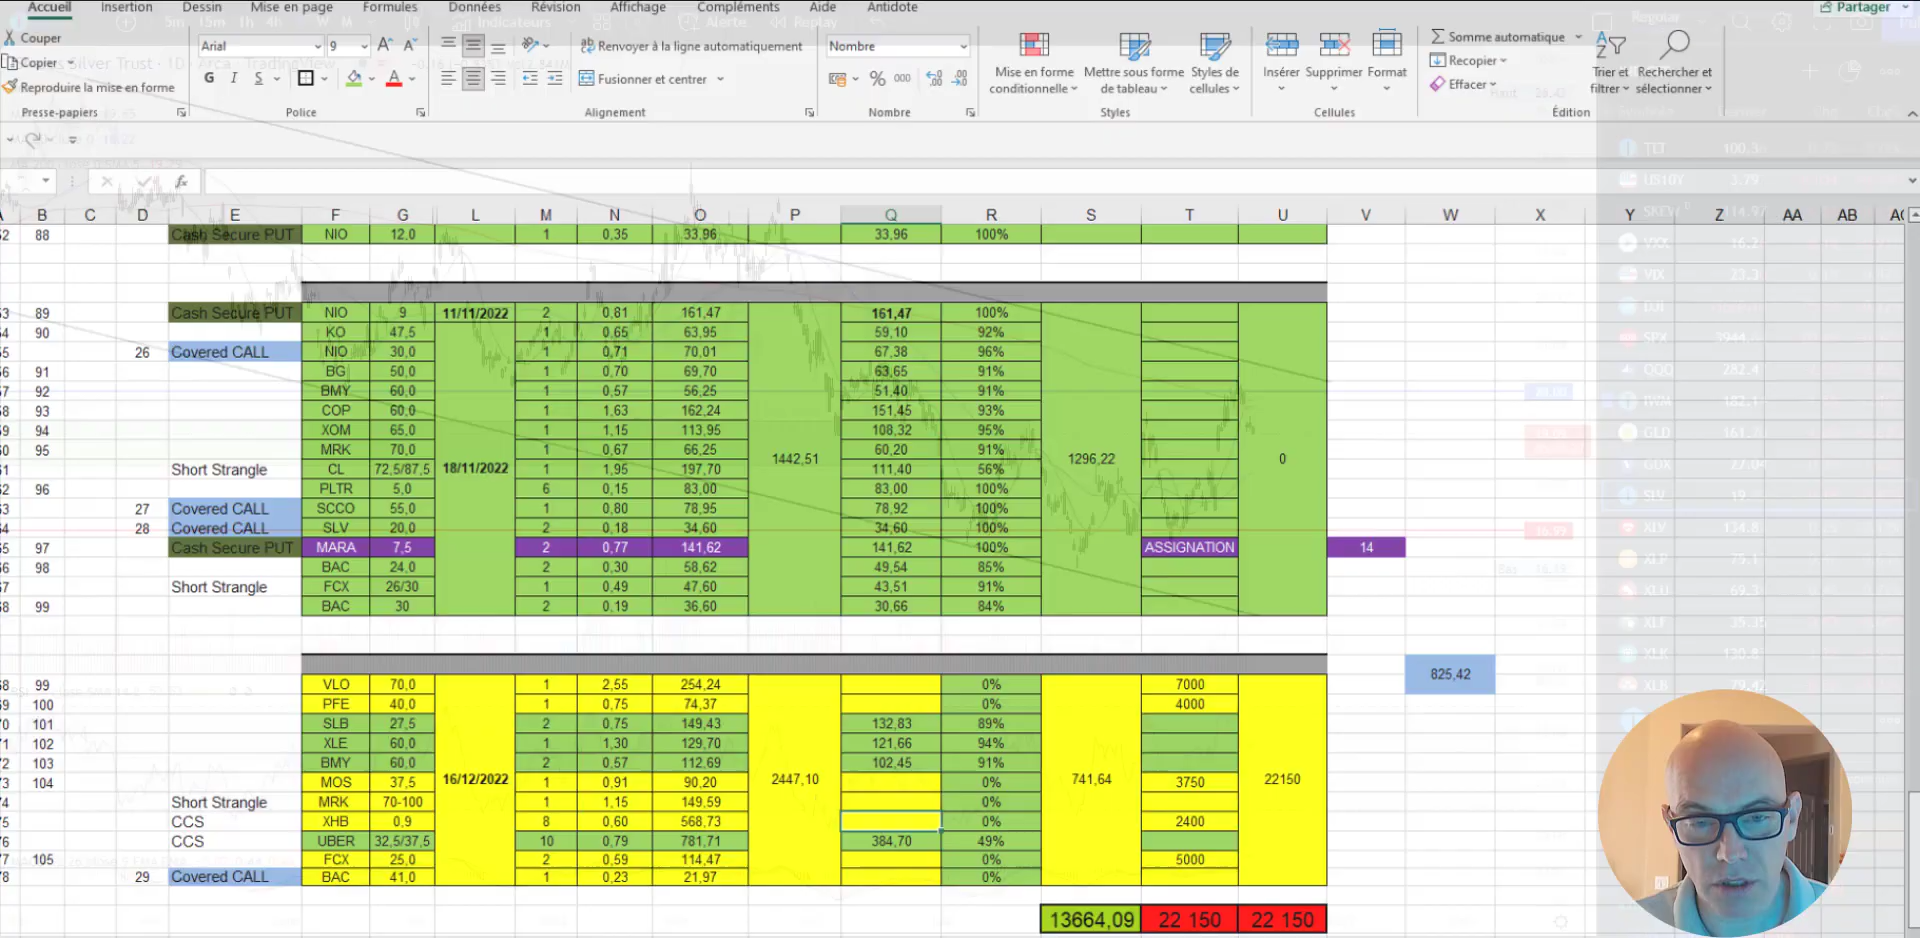 Accueil Insertion Dessin Mise en page Formules Données Révision Affichage Compléments Aide Antidote Partager
Couper
Copier
Reproduire la mise en forme
Presse-papiers
Arial 9
G I S
Police
Renvoyer à la ligne automatiquement
Fusionner et centrer
Alignement
Nombre
% 000
Nombre
Mise en forme conditionnelle
Mettre sous forme de tableau
Styles de cellules
Styles
Insérer Supprimer Format
Cellules
Somme automatique
Recopier
Effacer
Trier et filtrer
Rechercher et sélectionner
Édition
B C D E F G L M N O P Q R S T U V W X Y Z AA AB
88 Cash Secure PUT NIO 12,0 1 0,35 33,96 33,96 100%
89 Cash Secure PUT NIO 9 11/11/2022 2 0,81 161,47 161,47 100%
90 KO 47,5 1 0,65 63,95 59,10 92%
26 Covered CALL NIO 30,0 1 0,71 70,01 67,38 96%
91 BG 50,0 1 0,70 69,70 63,65 91%
92 BMY 60,0 1 0,57 56,25 51,40 91%
93 COP 60,0 1 1,63 162,24 151,45 93%
94 XOM 65,0 1 1,15 113,95 108,32 95%
95 MRK 70,0 1 0,67 66,25 60,20 91%
1442,51 1296,22 0
Short Strangle CL 72,5/87,5 18/11/2022 1 1,95 197,70 111,40 56%
96 PLTR 5,0 6 0,15 83,00 83,00 100%
27 Covered CALL SCCO 55,0 1 0,80 78,95 78,92 100%
28 Covered CALL SLV 20,0 2 0,18 34,60 34,60 100%
97 Cash Secure PUT MARA 7,5 2 0,77 141,62 141,62 100% ASSIGNATION 14
98 BAC 24,0 2 0,30 58,62 49,54 85%
Short Strangle FCX 26/30 1 0,49 47,60 43,51 91%
99 BAC 30 2 0,19 36,60 30,66 84%
825,42
99 VLO 70,0 1 2,55 254,24 0% 7000
100 PFE 40,0 1 0,75 74,37 0% 4000
101 SLB 27,5 2 0,75 149,43 132,83 89%
102 XLE 60,0 1 1,30 129,70 121,66 94%
103 BMY 60,0 2 0,57 112,69 102,45 91%
16/12/2022 2447,10 741,64 22150
104 MOS 37,5 1 0,91 90,20 0% 3750
Short Strangle MRK 70-100 1 1,15 149,59 0%
CCS XHB 0,9 8 0,60 568,73 0% 2400
CCS UBER 32,5/37,5 10 0,79 781,71 384,70 49%
105 FCX 25,0 2 0,59 114,47 0% 5000
29 Covered CALL BAC 41,0 1 0,23 21,97 0%
13664,09 22 150 22 150